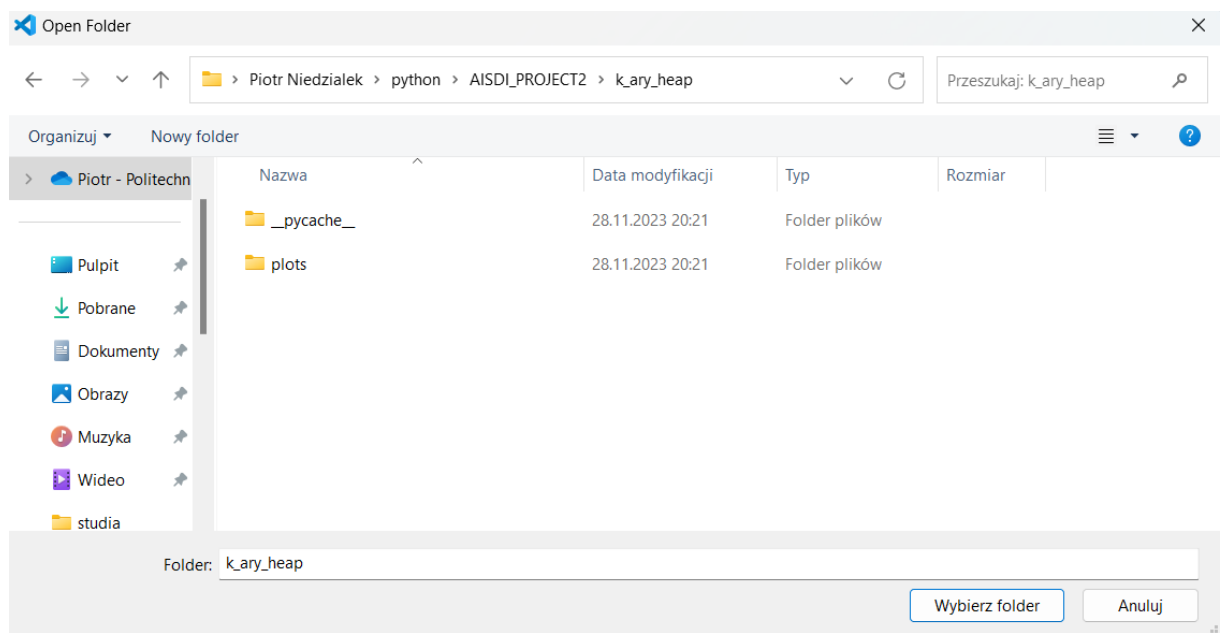 Open Folder
Piotr Niedzialek > python > AISDI_PROJECT2 > k_ary_heap
Przeszukaj: k_ary_heap
Organizuj Nowy folder
Piotr - Politechn
Nazwa Data modyfikacji Typ Rozmiar
__pycache__ 28.11.2023 20:21 Folder plików
plots 28.11.2023 20:21 Folder plików
Pulpit
Pobrane
Dokumenty
Obrazy
Muzyka
Wideo
studia
Folder: k_ary_heap
Wybierz folder Anuluj